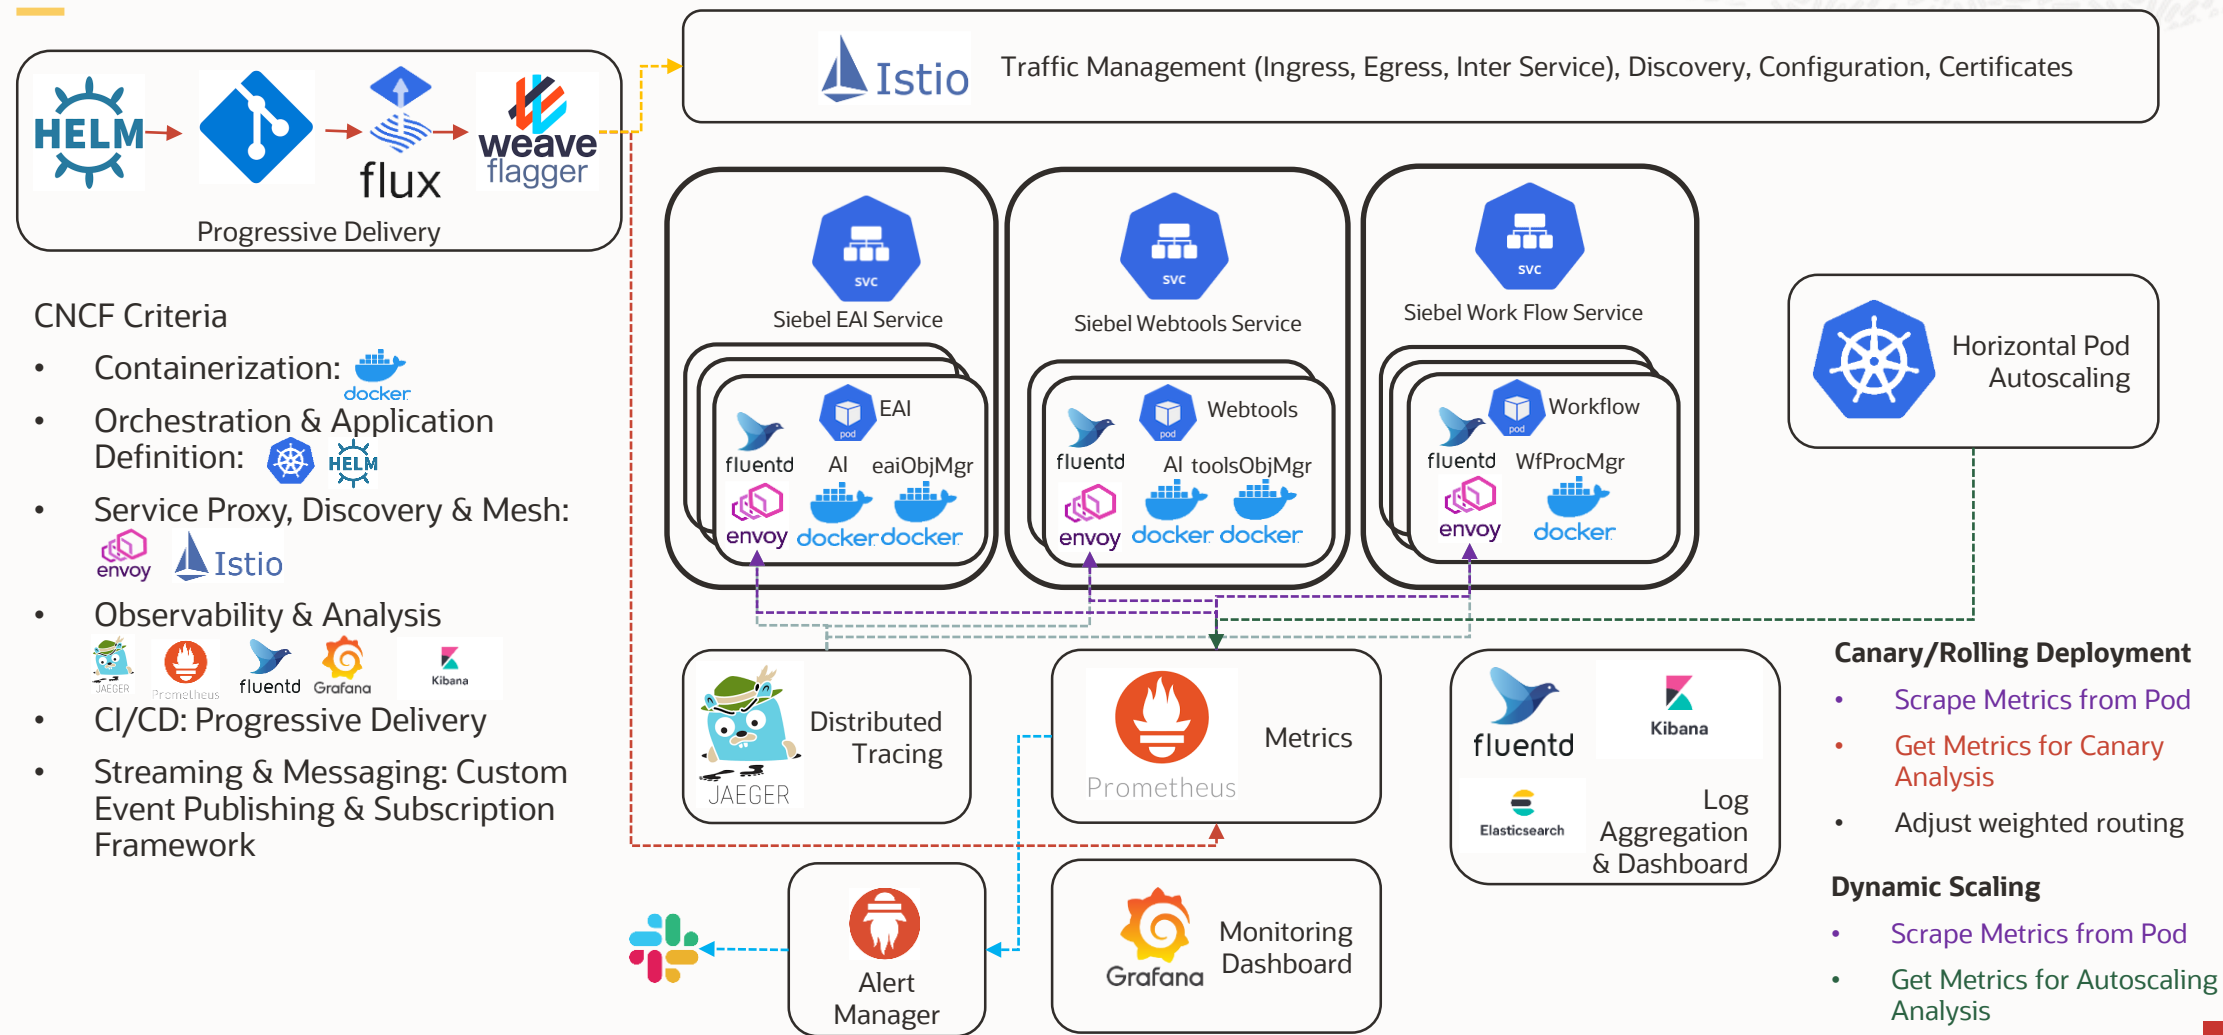 HELM
flux
weave
flagger
Progressive Delivery
Istio
Traffic Management (Ingress, Egress, Inter Service), Discovery, Configuration, Certificates
CNCF Criteria
• Containerization:
docker
• Orchestration & Application
Definition:
HELM
• Service Proxy, Discovery & Mesh:
envoy
Istio
• Observability & Analysis
JAEGER
Prometheus
fluentd
Grafana
Kibana
• CI/CD: Progressive Delivery
• Streaming & Messaging: Custom
Event Publishing & Subscription
Framework
svc
Siebel EAI Service
pod
EAI
fluentd
AI
eaiObjMgr
envoy
docker
docker
svc
Siebel Webtools Service
pod
Webtools
fluentd
AI
toolsObjMgr
envoy
docker
docker
svc
Siebel Work Flow Service
pod
Workflow
fluentd
WfProcMgr
envoy
docker
Horizontal Pod
Autoscaling
JAEGER
Distributed
Tracing
Prometheus
Metrics
fluentd
Kibana
Elasticsearch
Log
Aggregation
& Dashboard
Alert
Manager
Grafana
Monitoring
Dashboard
Canary/Rolling Deployment
• Scrape Metrics from Pod
• Get Metrics for Canary
Analysis
• Adjust weighted routing
Dynamic Scaling
• Scrape Metrics from Pod
• Get Metrics for Autoscaling
Analysis